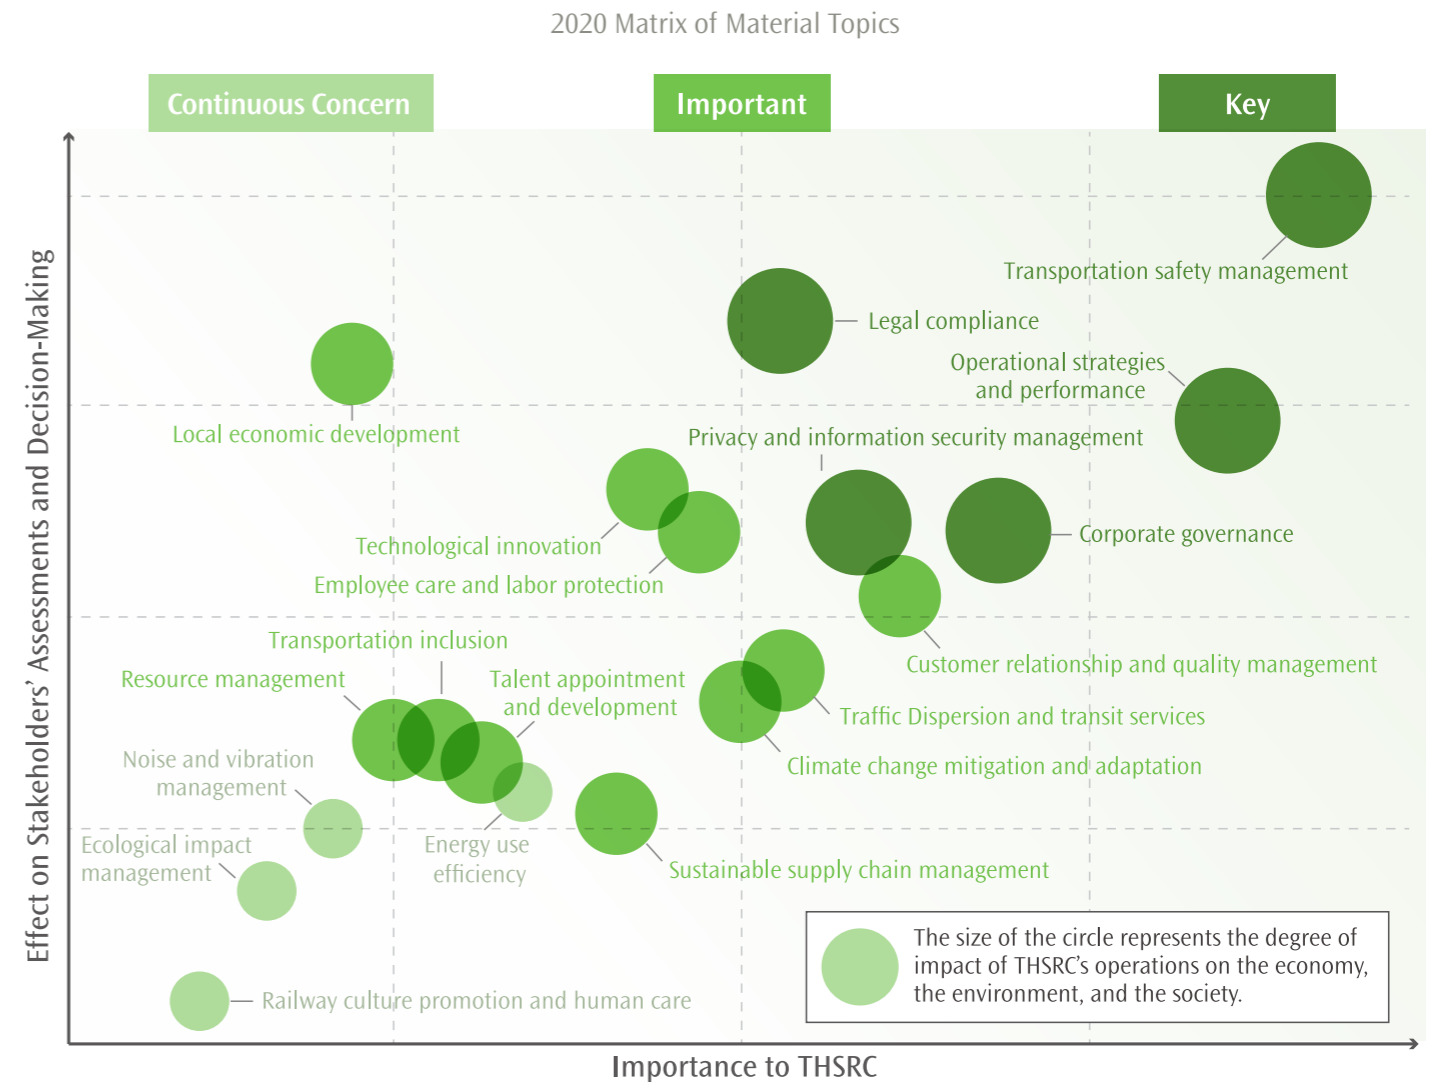 2020 Matrix of Material Topics
Continuous Concern
Important
Key
Effect on Stakeholders' Assessments and Decision-Making
Transportation safety management
Legal compliance
Operational strategies
and performance
Local economic development
Privacy and information security management
Technological innovation
Corporate governance
Employee care and labor protection
Transportation inclusion
Customer relationship and quality management
Resource management
Talent appointment
and development
Traffic Dispersion and transit services
Noise and vibration
management
Climate change mitigation and adaptation
Ecological impact
management
Energy use
efficiency
Sustainable supply chain management
The size of the circle represents the degree of
impact of THSRC's operations on the economy,
the environment, and the society.
Railway culture promotion and human care
Importance to THSRC